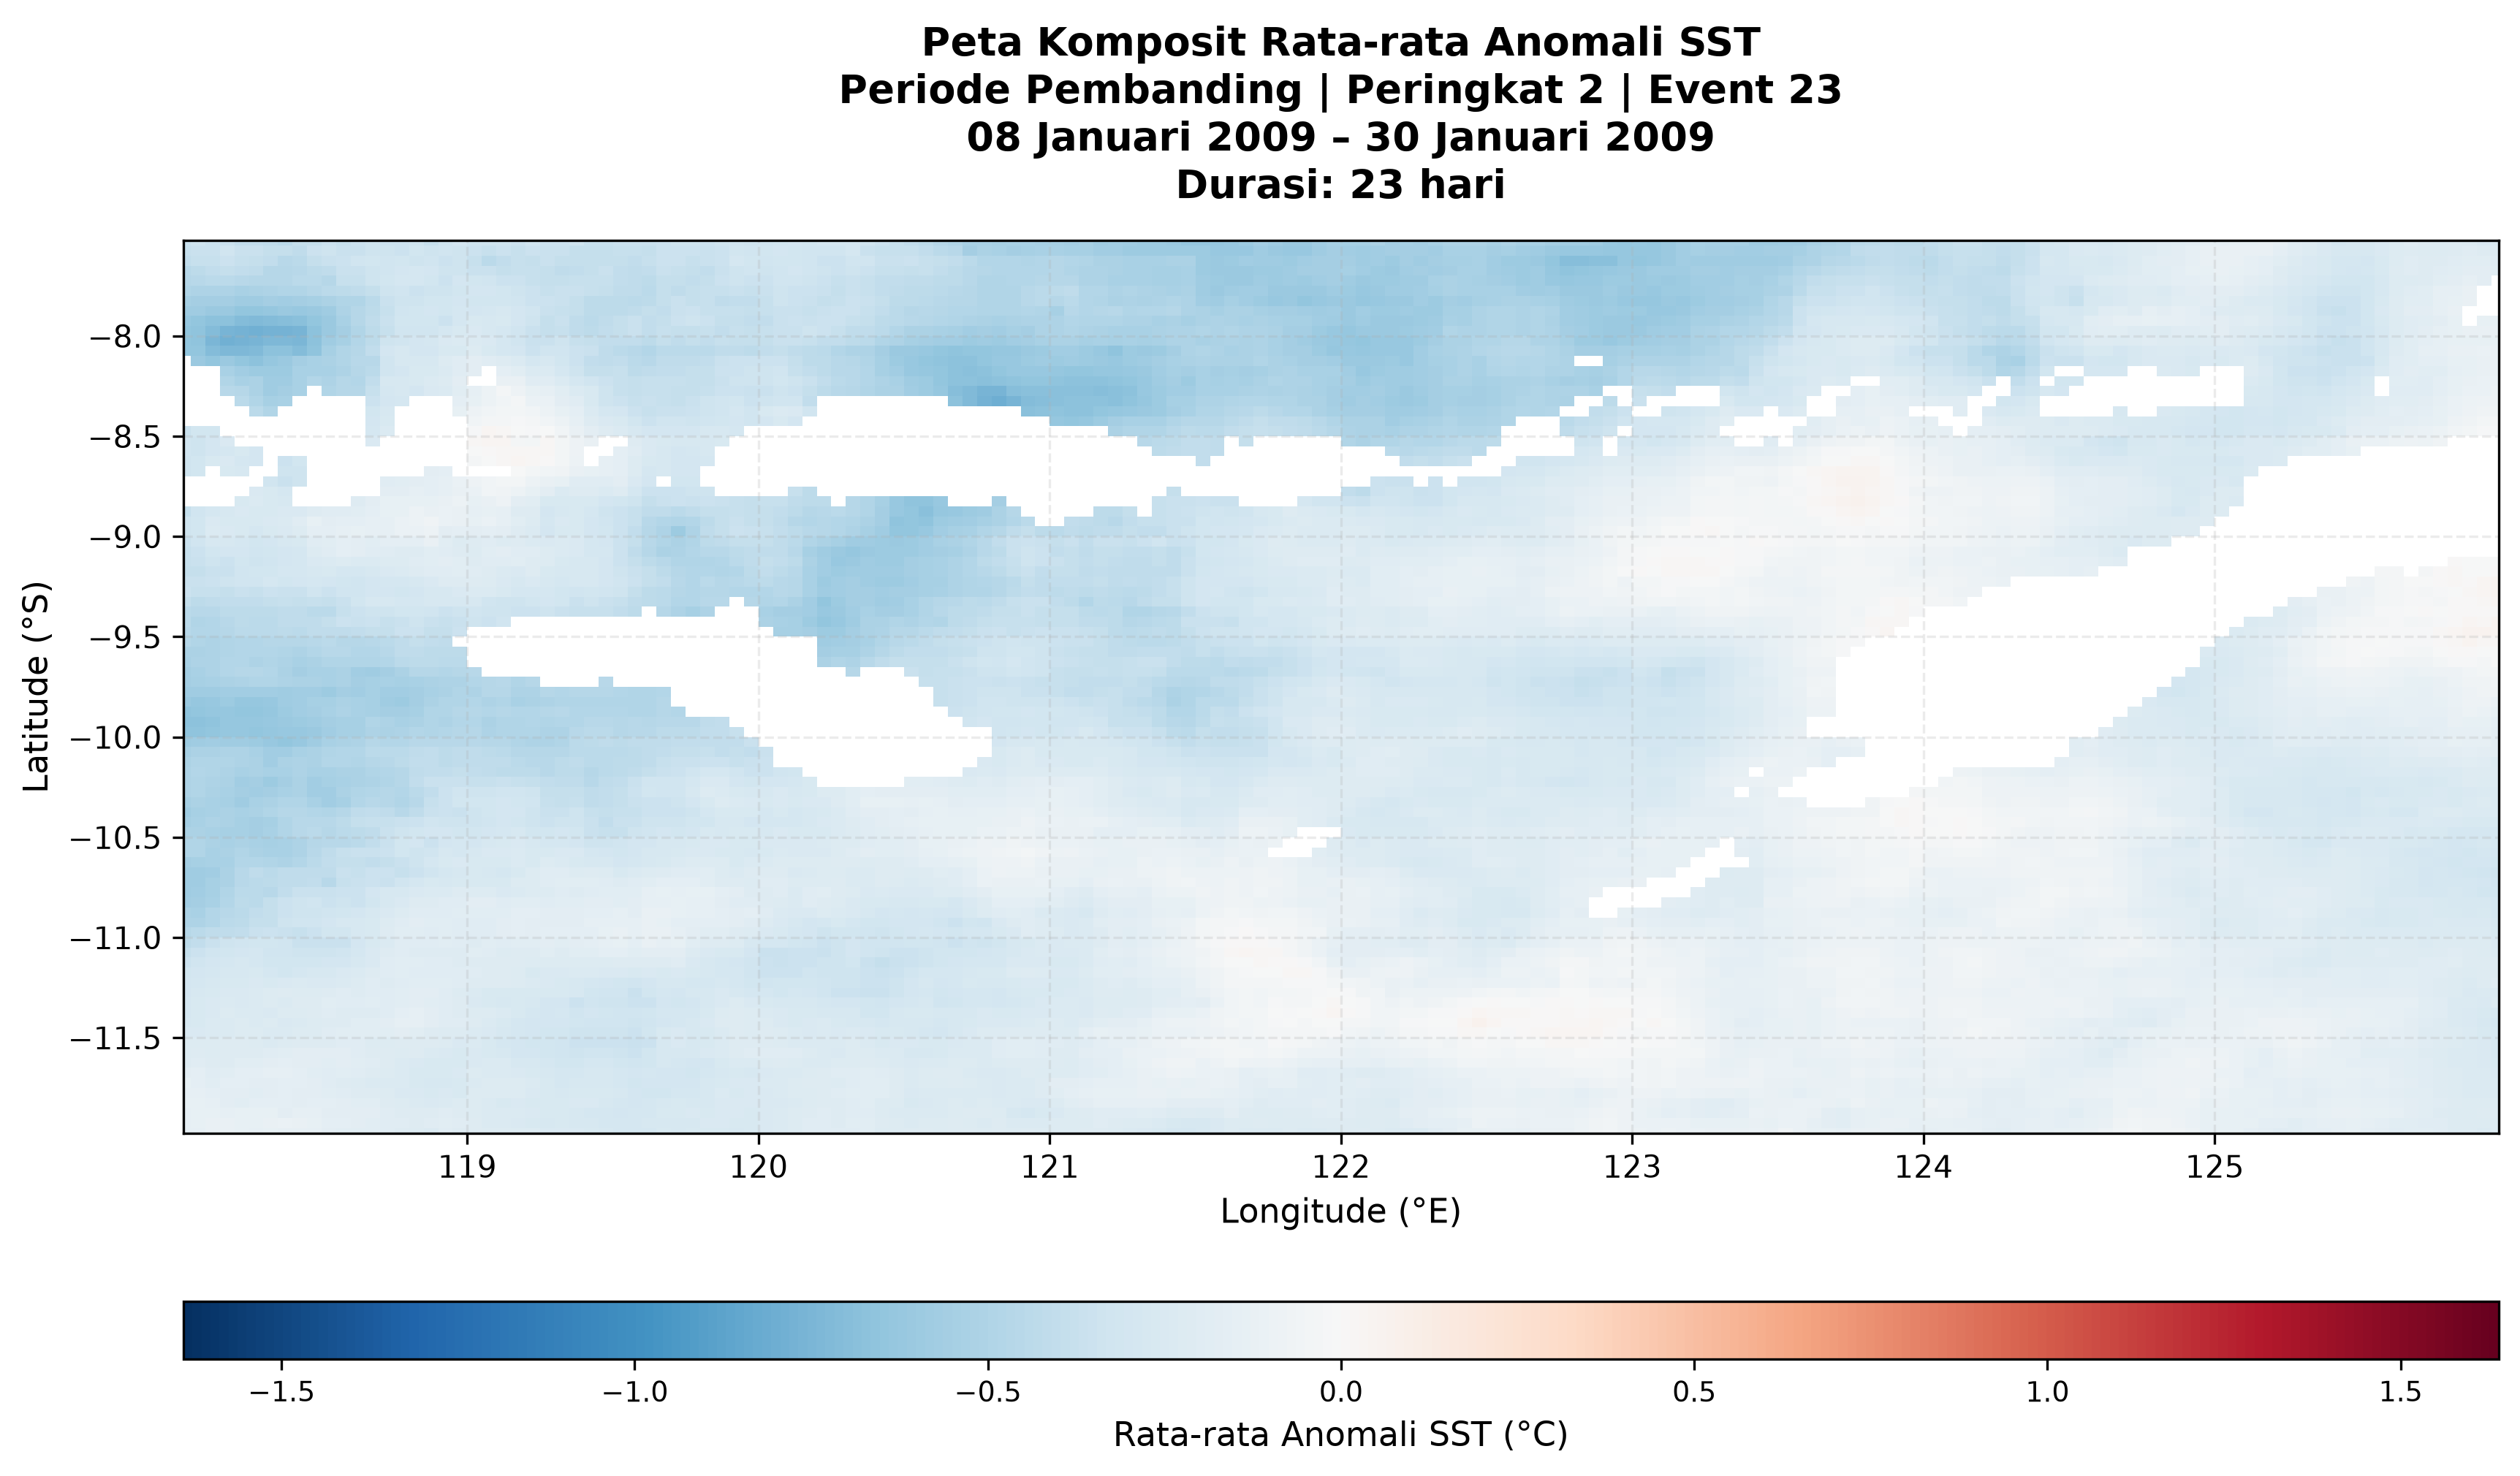 Peta Komposit Rata-rata Anomali SST
Periode Pembanding | Peringkat 2 | Event 23
08 Januari 2009 – 30 Januari 2009
Durasi: 23 hari
Latitude (°S)
−8.0
−8.5
−9.0
−9.5
−10.0
−10.5
−11.0
−11.5
119 120 121 122 123 124 125
Longitude (°E)
−1.5 −1.0 −0.5 0.0 0.5 1.0 1.5
Rata-rata Anomali SST (°C)